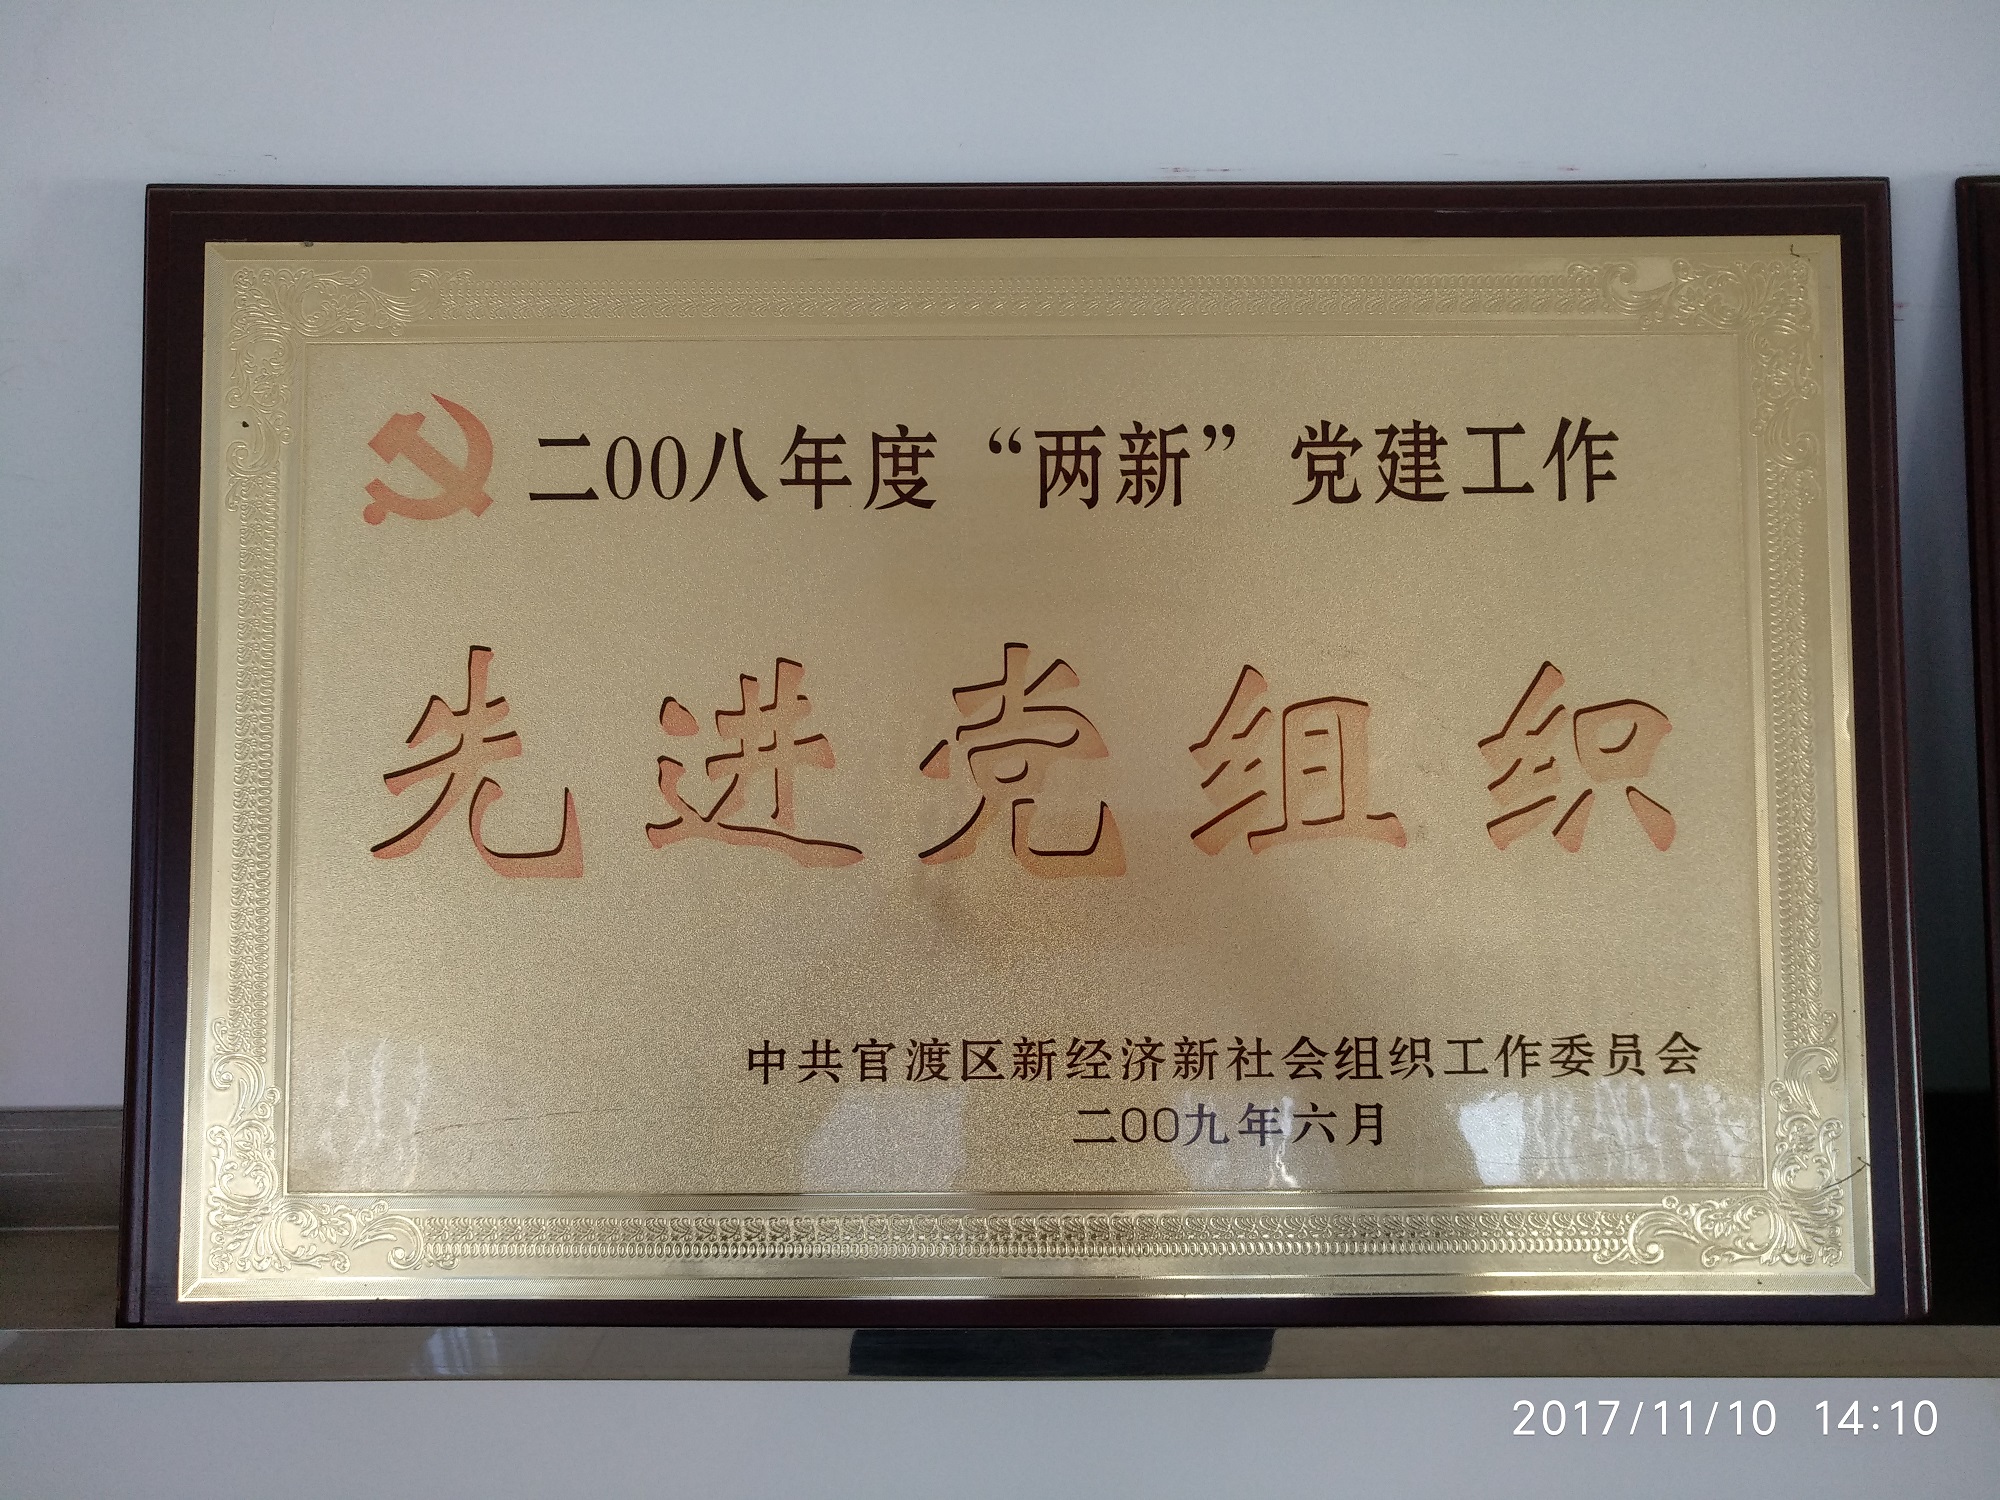 二00八年度“两新”党建工作
先进党组织
中共官渡区新经济新社会组织工作委员会
二00九年六月
2017/11/10 14:10